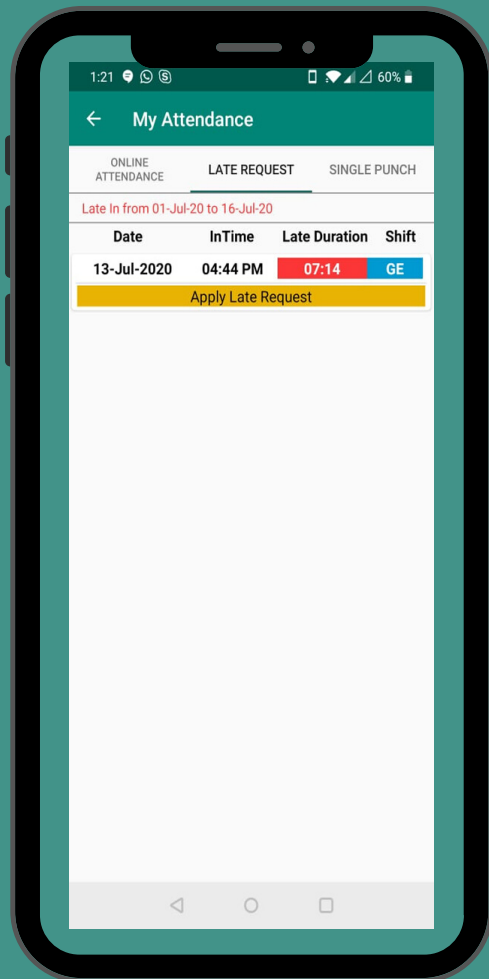 1:21 60%
My Attendance
ONLINE
ATTENDANCE
LATE REQUEST
SINGLE PUNCH
Late In from 01-Jul-20 to 16-Jul-20
Date InTime Late Duration Shift
13-Jul-2020 04:44 PM 07:14 GE
Apply Late Request